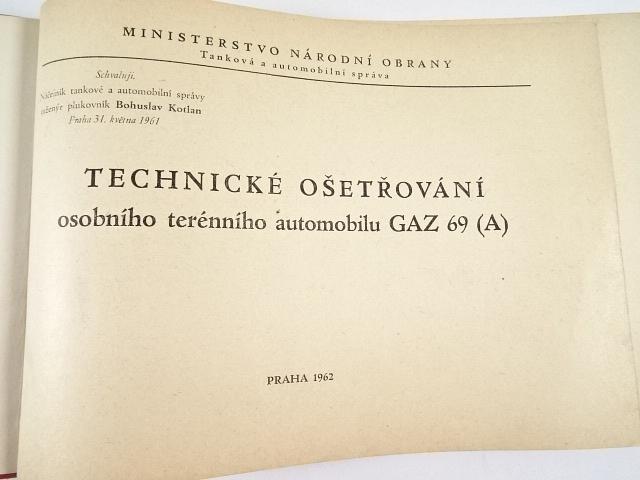 MINISTERSTVO NÁRODNÍ OBRANY
Tanková a automobilní správa
Schvaluji.
Náčelník tankové a automobilní správy
inženýr plukovník Bohuslav Kotlan
Praha 31. května 1961
TECHNICKÉ OŠETŘOVÁNÍ
osobního terénního automobilu GAZ 69 (A)
PRAHA 1962